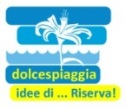 dolcespiaggia
idee di ... Riserva!